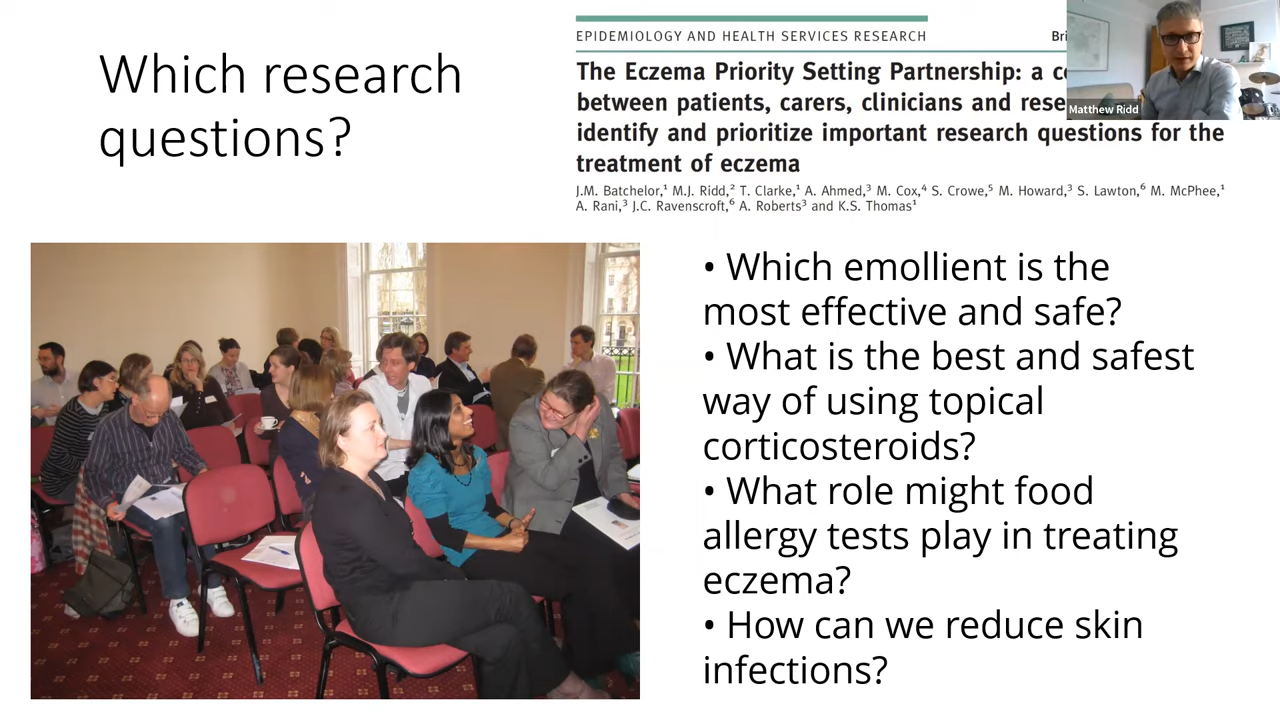 Which research
questions?
EPIDEMIOLOGY AND HEALTH SERVICES RESEARCH
The Eczema Priority Setting Partnership: a
between patients, carers, clinicians and
identify and prioritize important research questions for the
treatment of eczema
J.M. Batchelor,¹ M.J. Ridd,² T. Clarke,¹ A. Ahmed,³ M. Cox,⁴ S. Crowe,⁵ M. Howard,³ S. Lawton,⁶ M. McPhee,¹
A. Rani,³ J.C. Ravenscroft,⁶ A. Roberts³ and K.S. Thomas¹
Matthew Ridd
• Which emollient is the
most effective and safe?
• What is the best and safest
way of using topical
corticosteroids?
• What role might food
allergy tests play in treating
eczema?
• How can we reduce skin
infections?